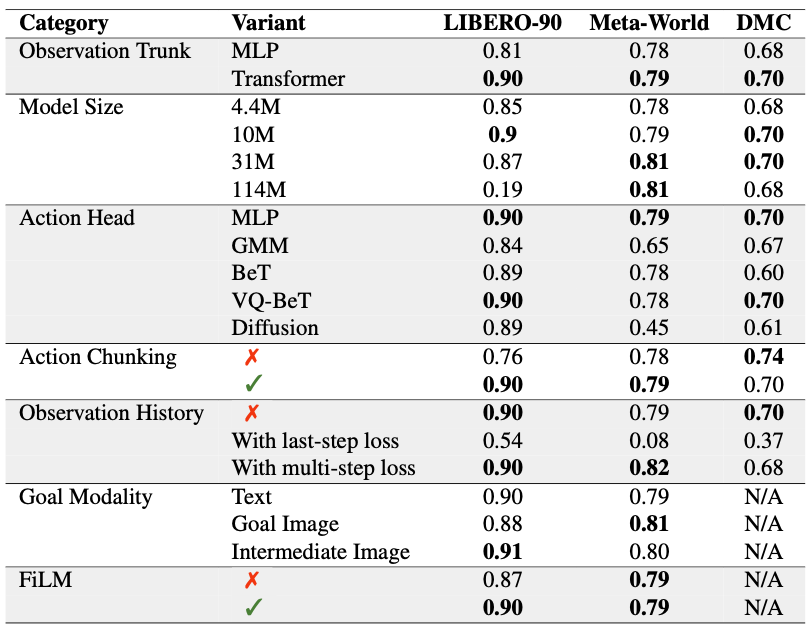 Category Variant LIBERO-90 Meta-World DMC
Observation Trunk MLP 0.81 0.78 0.68
Transformer 0.90 0.79 0.70
Model Size 4.4M 0.85 0.78 0.68
10M 0.9 0.79 0.70
31M 0.87 0.81 0.70
114M 0.19 0.81 0.68
Action Head MLP 0.90 0.79 0.70
GMM 0.84 0.65 0.67
BeT 0.89 0.78 0.60
VQ-BeT 0.90 0.78 0.70
Diffusion 0.89 0.45 0.61
Action Chunking ✗ 0.76 0.78 0.74
✓ 0.90 0.79 0.70
Observation History ✗ 0.90 0.79 0.70
With last-step loss 0.54 0.08 0.37
With multi-step loss 0.90 0.82 0.68
Goal Modality Text 0.90 0.79 N/A
Goal Image 0.88 0.81 N/A
Intermediate Image 0.91 0.80 N/A
FiLM ✗ 0.87 0.79 N/A
✓ 0.90 0.79 N/A